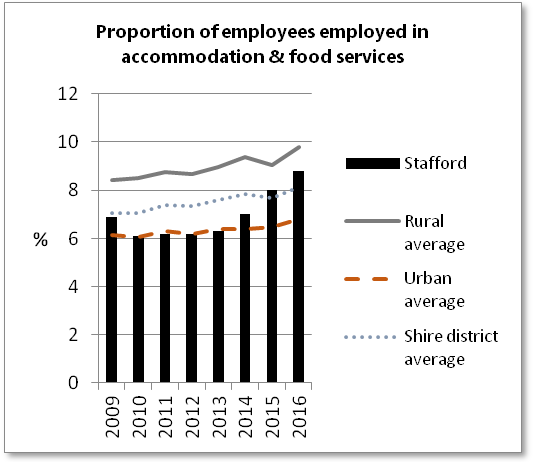 Proportion of employees employed in
accommodation & food services
12
10
8
6
4
2
0
%
2009
2010
2011
2012
2013
2014
2015
2016
Stafford
Rural
average
Urban
average
Shire district
average